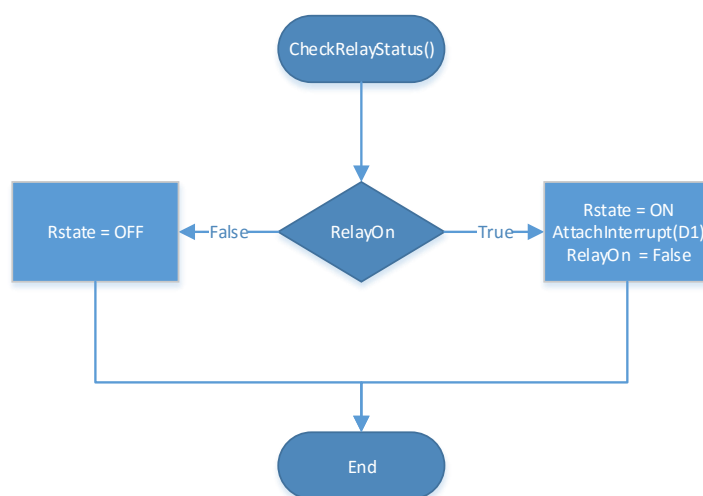 CheckRelayStatus()
Rstate = OFF
False
RelayOn
True
Rstate = ON
AttachInterrupt(D1)
RelayOn  = False
End